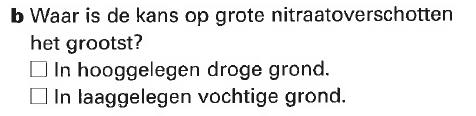 b Waar is de kans op grote nitraatoverschotten
het grootst?
☐ In hooggelegen droge grond.
☐ In laaggelegen vochtige grond.